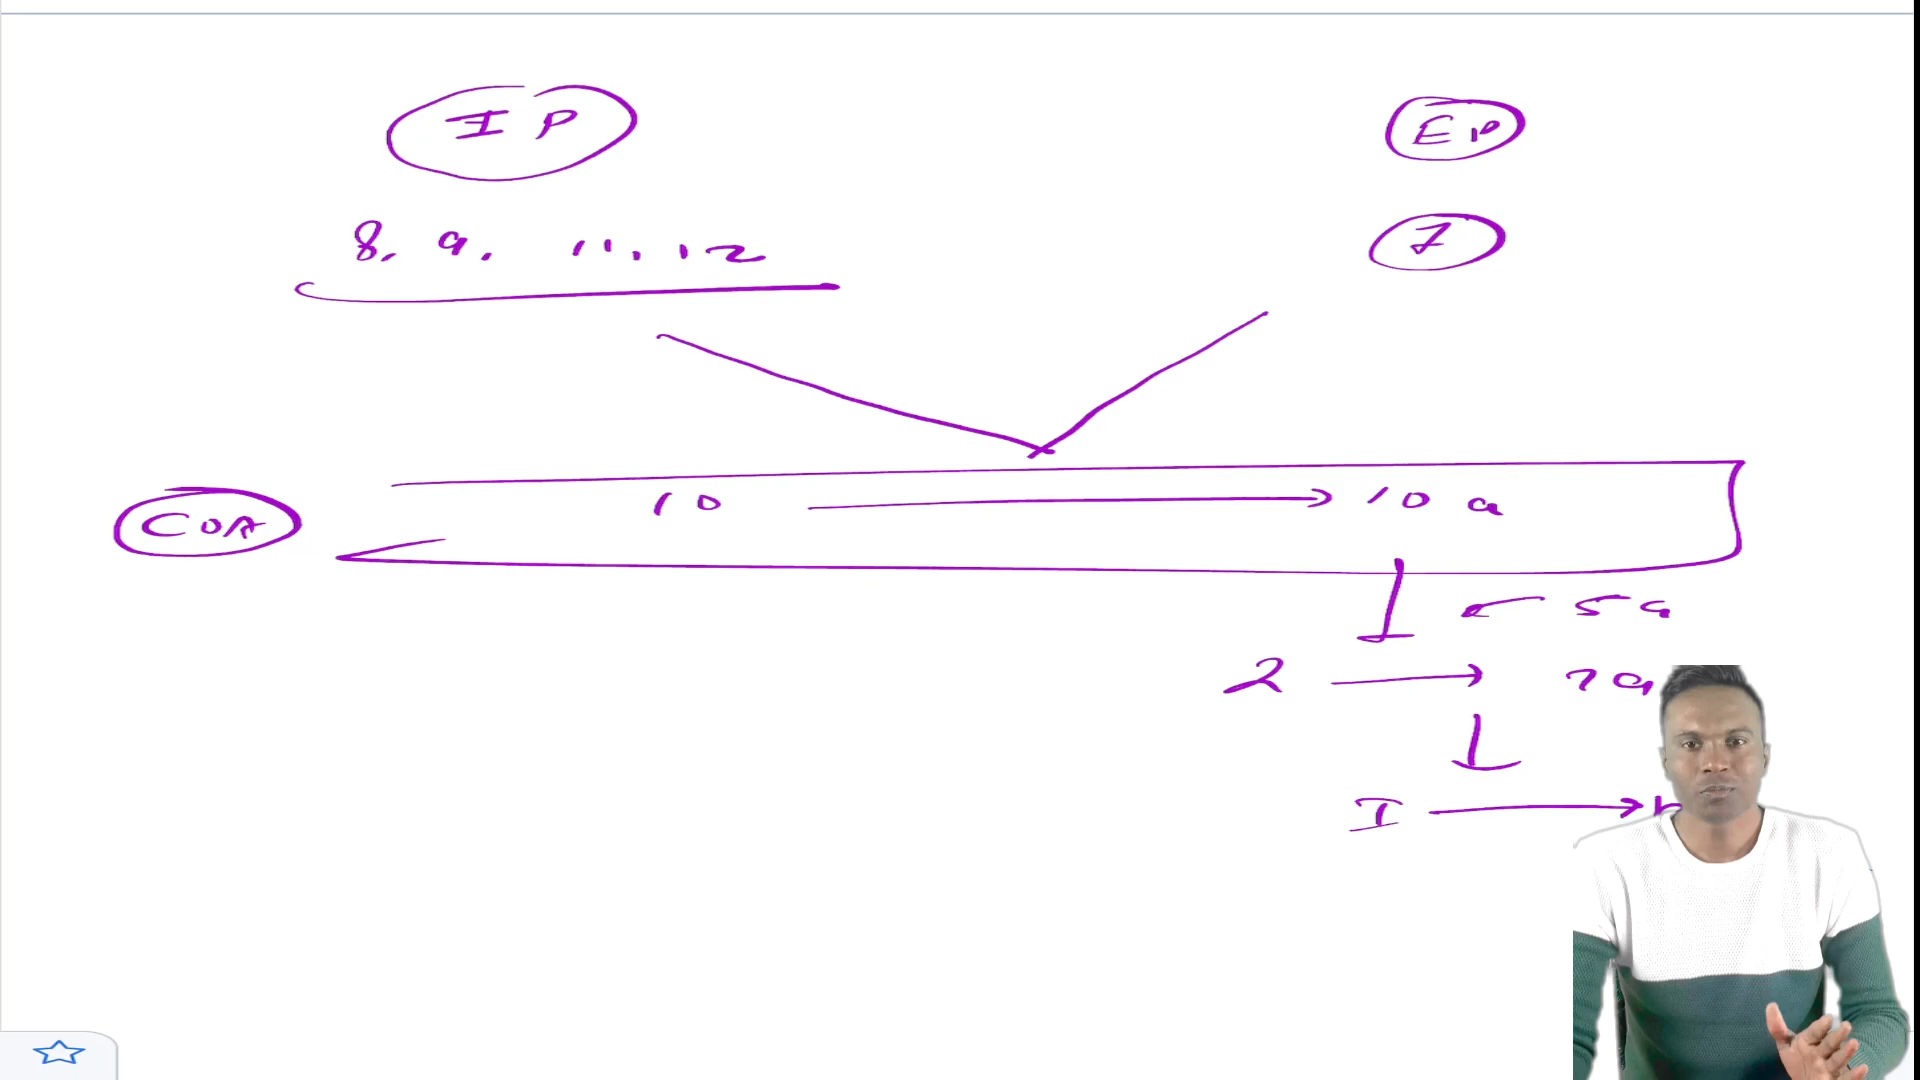 IP
EP
8. 9. 11. 12
7
COA
10 → 10a
← 5a
2 → 7a
I →